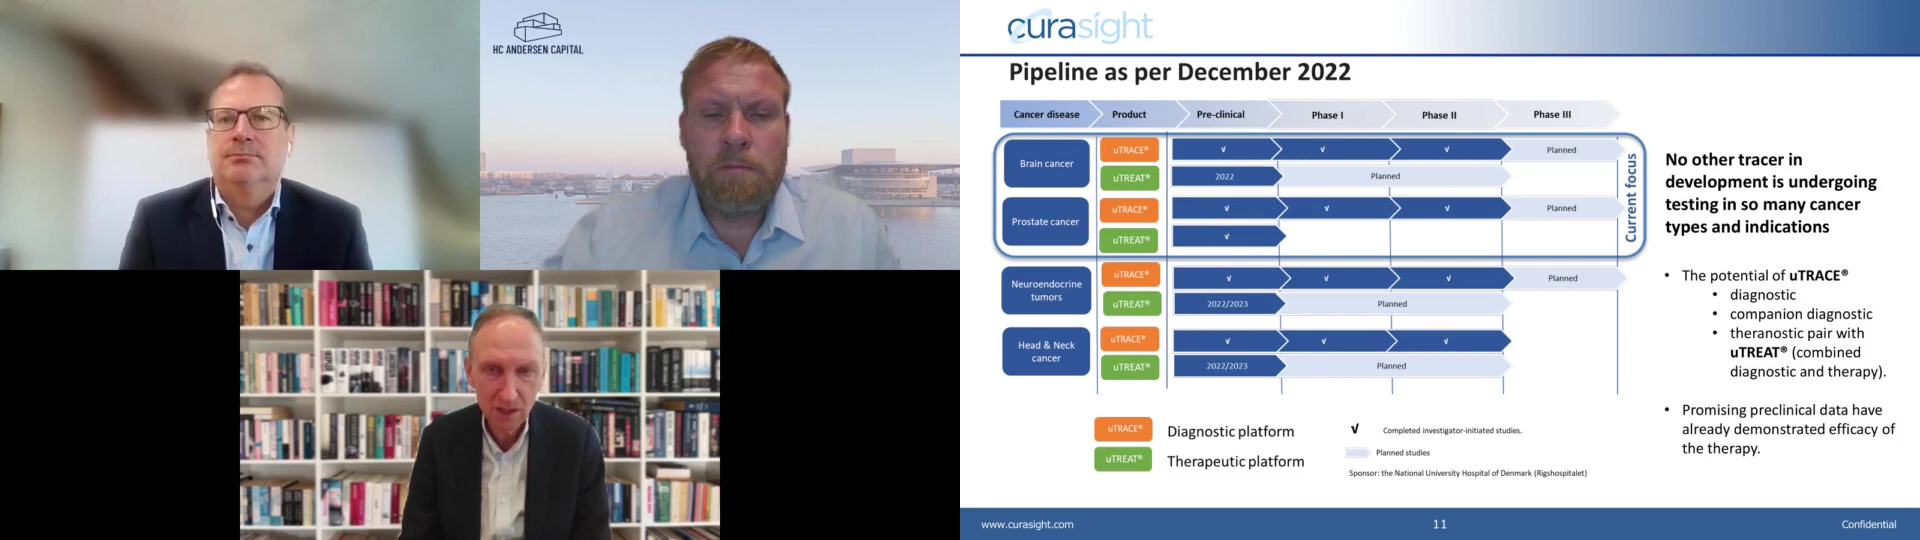 HC ANDERSEN CAPITAL
curasight
Pipeline as per December 2022
Cancer disease
Product
Pre-clinical
Phase I
Phase II
Phase III
Brain cancer
uTRACE®
√
√
√
Planned
uTREAT®
2022
Planned
Prostate cancer
uTRACE®
√
√
√
Planned
uTREAT®
√
Current focus
Neuroendocrine
tumors
uTRACE®
√
√
√
Planned
uTREAT®
2022/2023
Planned
Head & Neck
cancer
uTRACE®
√
√
√
uTREAT®
2022/2023
Planned
uTRACE®
Diagnostic platform
uTREAT®
Therapeutic platform
√
Completed investigator-initiated studies.
Planned studies
Sponsor: the National University Hospital of Denmark (Rigshospitalet)
No other tracer in
development is undergoing
testing in so many cancer
types and indications
• The potential of uTRACE®
• diagnostic
• companion diagnostic
• theranostic pair with
uTREAT® (combined
diagnostic and therapy).
• Promising preclinical data have
already demonstrated efficacy of
the therapy.
www.curasight.com
11
Confidential